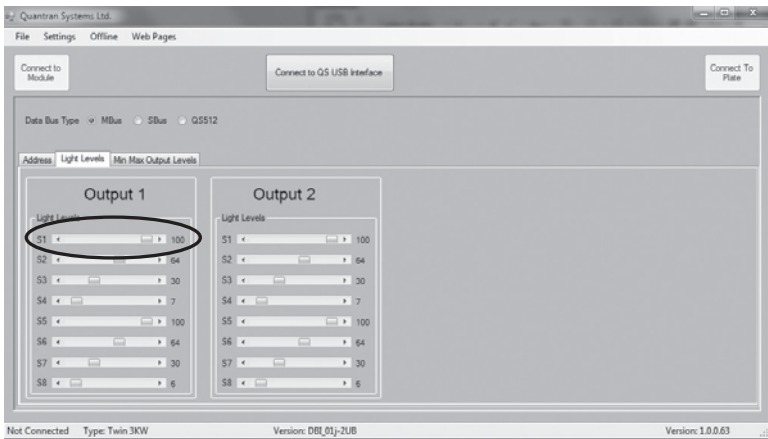 Quantran Systems Ltd.
File Settings Offline Web Pages
Connect to Module
Connect to QS USB Interface
Connect To Plate
Data Bus Type MBus SBus QS512
Address Light Levels Min Max Output Levels
Output 1
Light Levels
S1 100
S2 64
S3 30
S4 7
S5 100
S6 64
S7 30
S8 6
Output 2
Light Levels
S1 100
S2 64
S3 30
S4 7
S5 100
S6 64
S7 30
S8 6
Not Connected Type: Twin 3KW Version: DBI_01j-2UB Version: 1.0.0.63